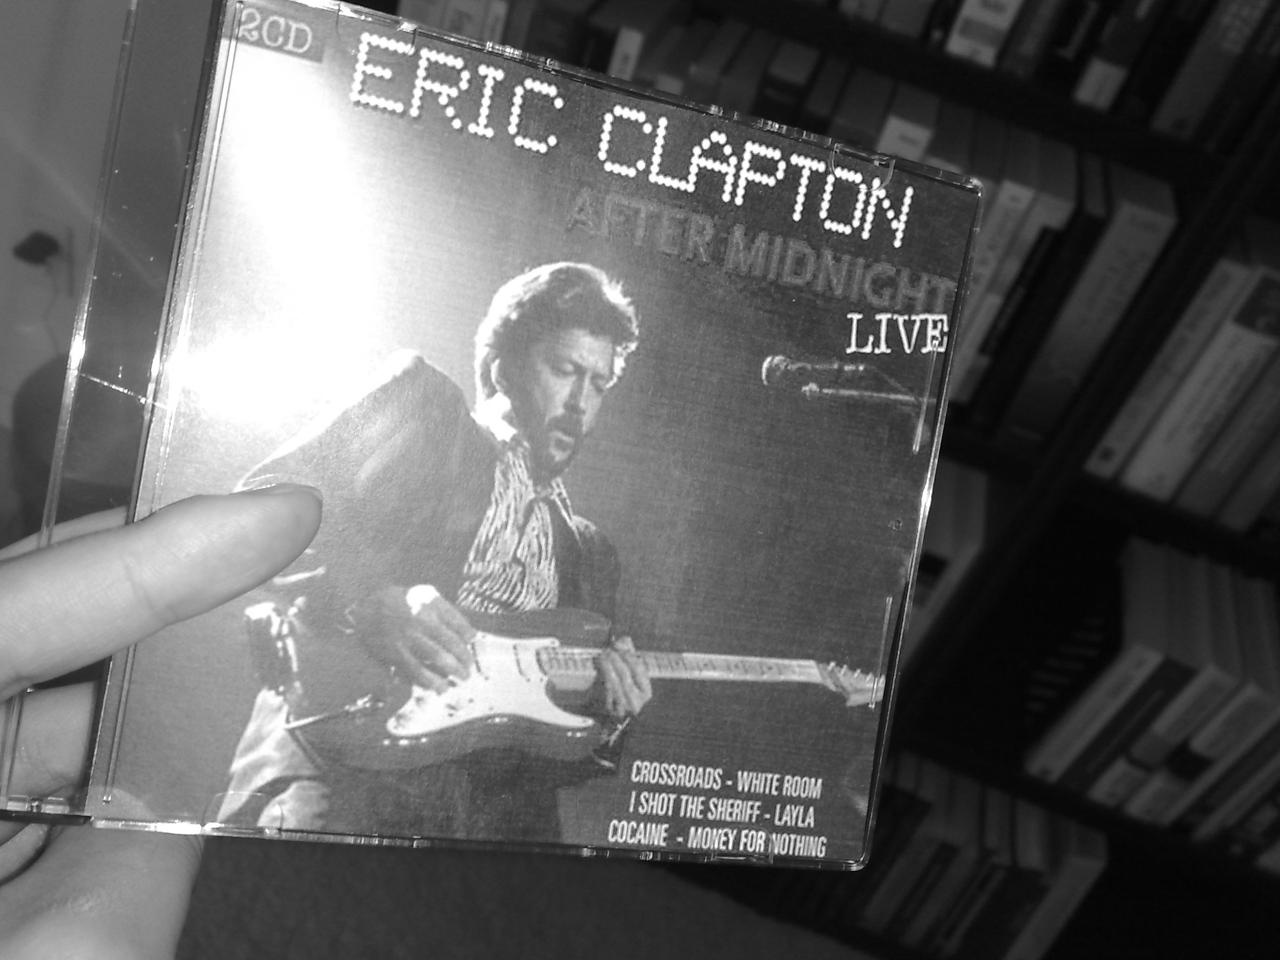 2CD
ERIC CLAPTON
AFTER MIDNIGHT
LIVE
CROSSROADS - WHITE ROOM
I SHOT THE SHERIFF - LAYLA
COCAINE - MONEY FOR NOTHING